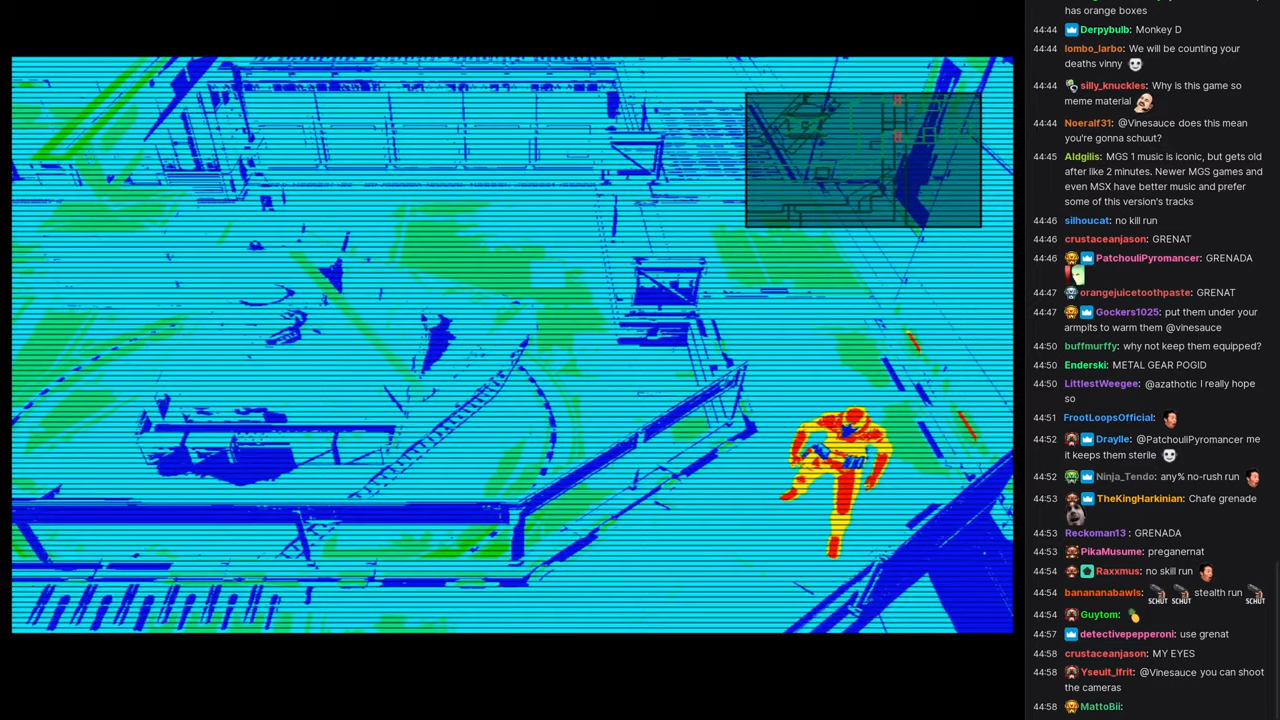 has orange boxes
44:44 Derpybulb: Monkey D
44:44 lombo_larbo: We will be counting your
deaths vinny
44:44 silly_knuckles: Why is this game so
meme material
44:44 Noeralf31: @Vinesauce does this mean
you're gonna schuut?
44:45 Aldgilis: MGS 1 music is iconic, but gets old
after like 2 minutes. Newer MGS games and
even MSX have better music and prefer
some of this version's tracks
44:46 silhoucat: no kill run
44:46 crustaceanjason: GRENAT
44:46 PatchouliPyromancer: GRENADA
44:47 orangejuicetoothpaste: GRENAT
44:47 Gockers1025: put them under your
armpits to warm them @vinesauce
44:50 buffmurffy: why not keep them equipped?
44:50 Enderski: METAL GEAR POGID
44:50 LittlestWeegee: @azathotic I really hope
so
44:51 FrootLoopsOfficial:
44:52 Draylle: @PatchouliPyromancer me
it keeps them sterile
44:52 Ninja_Tendo: any% no-rush run
44:53 TheKingHarkinian: Chafe grenade
44:53 Reckoman13 : GRENADA
44:53 PikaMusume: preganernat
44:54 Raxxmus: no skill run
44:54 banananabawls: SCHUT SCHUT stealth run SCHUT
44:54 Guytom:
44:57 detectivepepperoni: use grenat
44:58 crustaceanjason: MY EYES
44:58 Yseult_Ifrit: @Vinesauce you can shoot
the cameras
44:58 MattoBii: